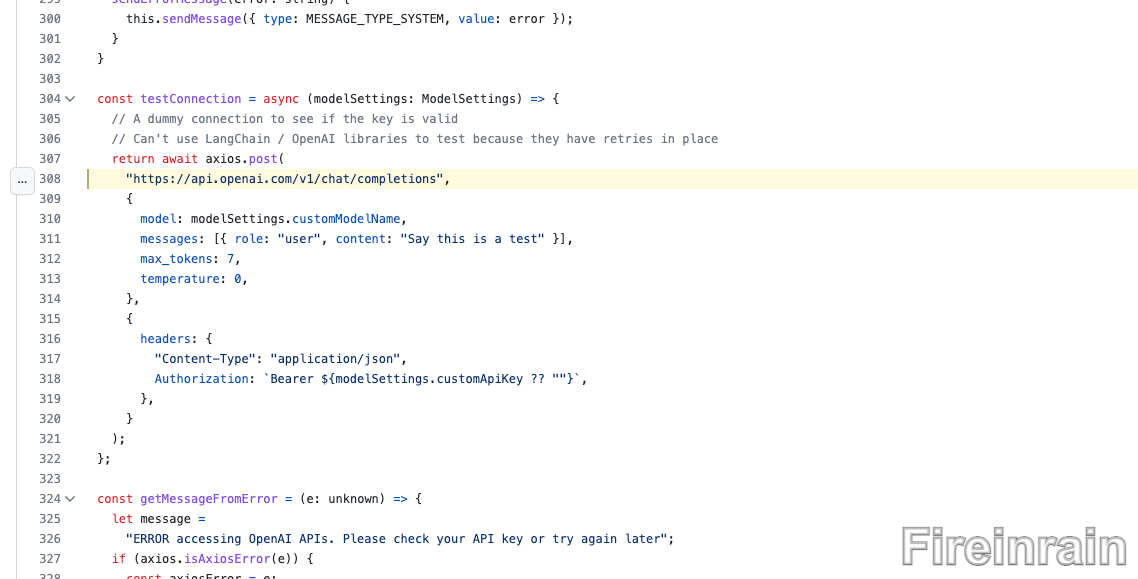 299 sendErrorMessage(error: string) {
300 this.sendMessage({ type: MESSAGE_TYPE_SYSTEM, value: error });
301 }
302 }
303
304 const testConnection = async (modelSettings: ModelSettings) => {
305 // A dummy connection to see if the key is valid
306 // Can't use LangChain / OpenAI libraries to test because they have retries in place
307 return await axios.post(
... 308 "https://api.openai.com/v1/chat/completions",
309 {
310 model: modelSettings.customModelName,
311 messages: [{ role: "user", content: "Say this is a test" }],
312 max_tokens: 7,
313 temperature: 0,
314 },
315 {
316 headers: {
317 "Content-Type": "application/json",
318 Authorization: `Bearer ${modelSettings.customApiKey ?? ""}`,
319 },
320 }
321 );
322 };
323
324 const getMessageFromError = (e: unknown) => {
325 let message =
326 "ERROR accessing OpenAI APIs. Please check your API key or try again later";
327 if (axios.isAxiosError(e)) {
328 const axiosError = e;
Fireinrain